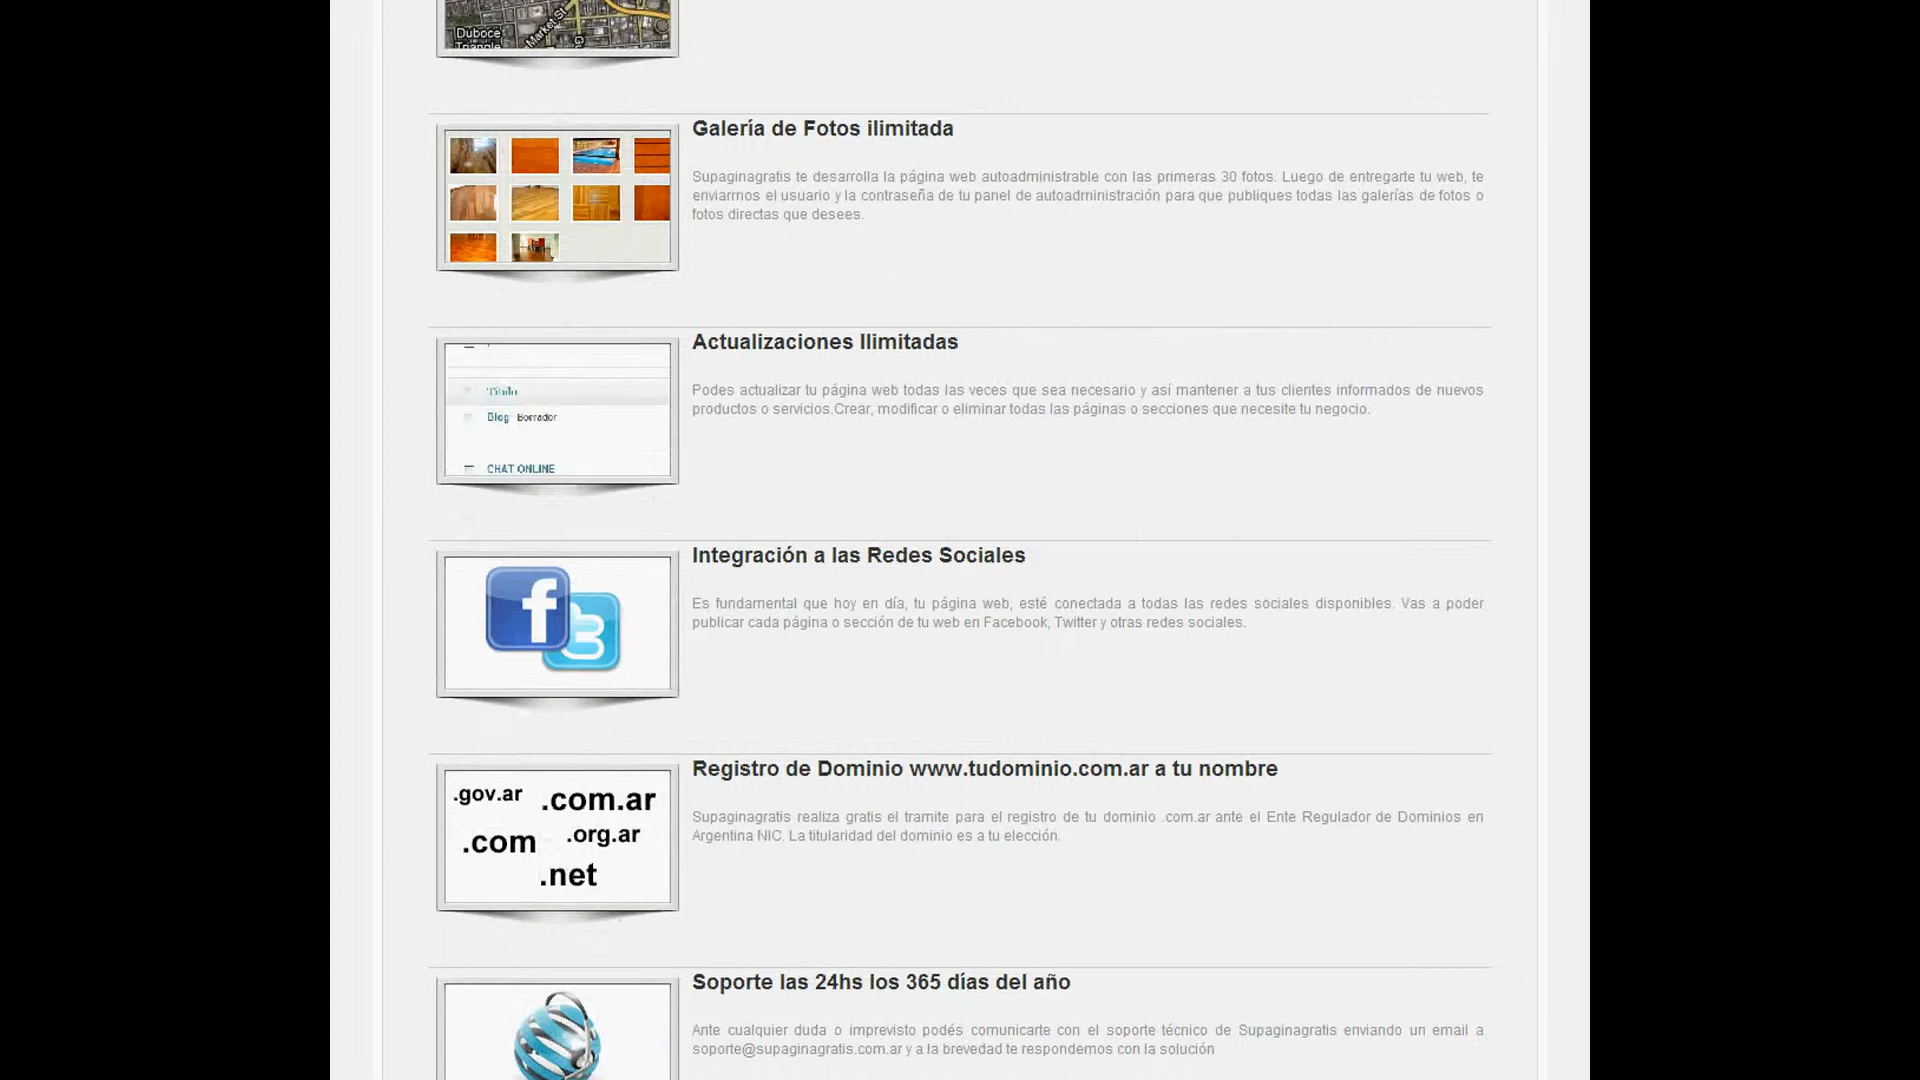 Duboce
Triangle
Market St
Galería de Fotos ilimitada
Supaginagratis te desarrolla la página web autoadministrable con las primeras 30 fotos. Luego de entregarte tu web, te
enviarmos el usuario y la contraseña de tu panel de autoadministración para que publiques todas las galerías de fotos o
fotos directas que desees.
Actualizaciones Ilimitadas
Título
Blog Borrador
CHAT ONLINE
Podes actualizar tu página web todas las veces que sea necesario y así mantener a tus clientes informados de nuevos
productos o servicios.Crear, modificar o eliminar todas las páginas o secciones que necesite tu negocio.
Integración a las Redes Sociales
Es fundamental que hoy en día, tu página web, esté conectada a todas las redes sociales disponibles. Vas a poder
publicar cada página o sección de tu web en Facebook, Twitter y otras redes sociales.
Registro de Dominio www.tudominio.com.ar a tu nombre
.gov.ar .com.ar
.com .org.ar
.net
Supaginagratis realiza gratis el tramite para el registro de tu dominio .com.ar ante el Ente Regulador de Dominios en
Argentina NIC. La titularidad del dominio es a tu elección.
Soporte las 24hs los 365 días del año
Ante cualquier duda o imprevisto podés comunicarte con el soporte técnico de Supaginagratis enviando un email a
soporte@supaginagratis.com.ar y a la brevedad te respondemos con la solución